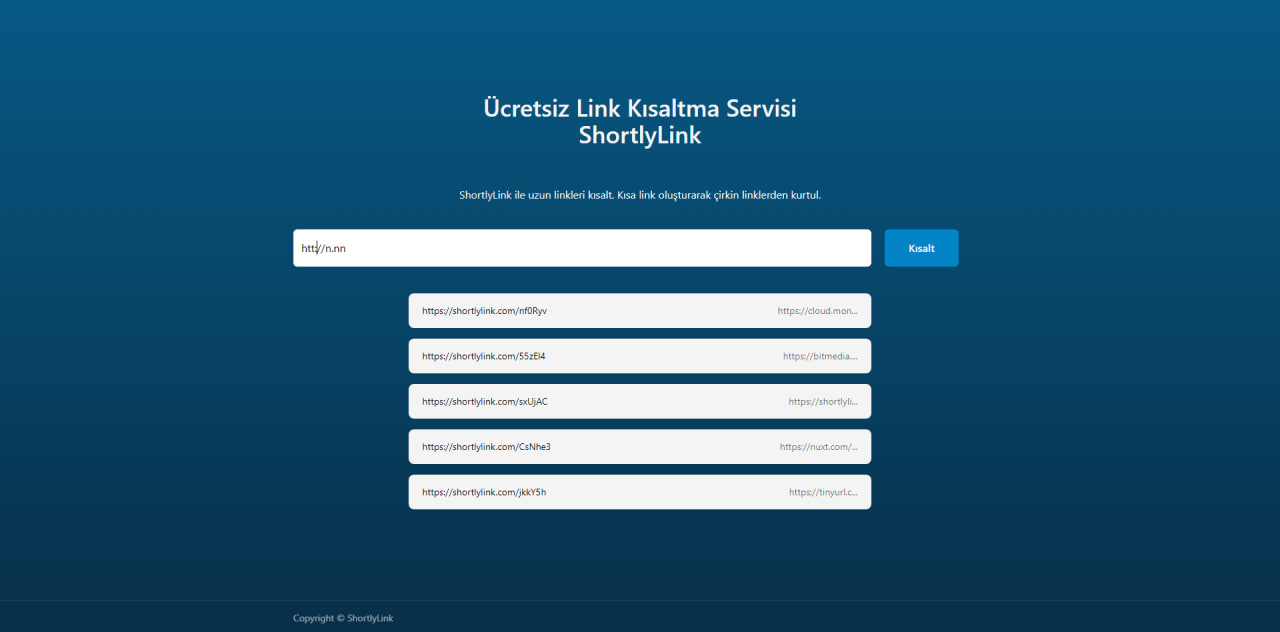 Ücretsiz Link Kısaltma Servisi
ShortlyLink
ShortlyLink ile uzun linkleri kısalt. Kısa link oluşturarak çirkin linklerden kurtul.
htt://n.nn
Kısalt
https://shortlylink.com/nf0Ryv https://cloud.mon...
https://shortlylink.com/55zEl4 https://bitmedia....
https://shortlylink.com/sxUjAC https://shortlyli...
https://shortlylink.com/CsNhe3 https://nuxt.com/...
https://shortlylink.com/jkkY5h https://tinyurl.c...
Copyright © ShortlyLink